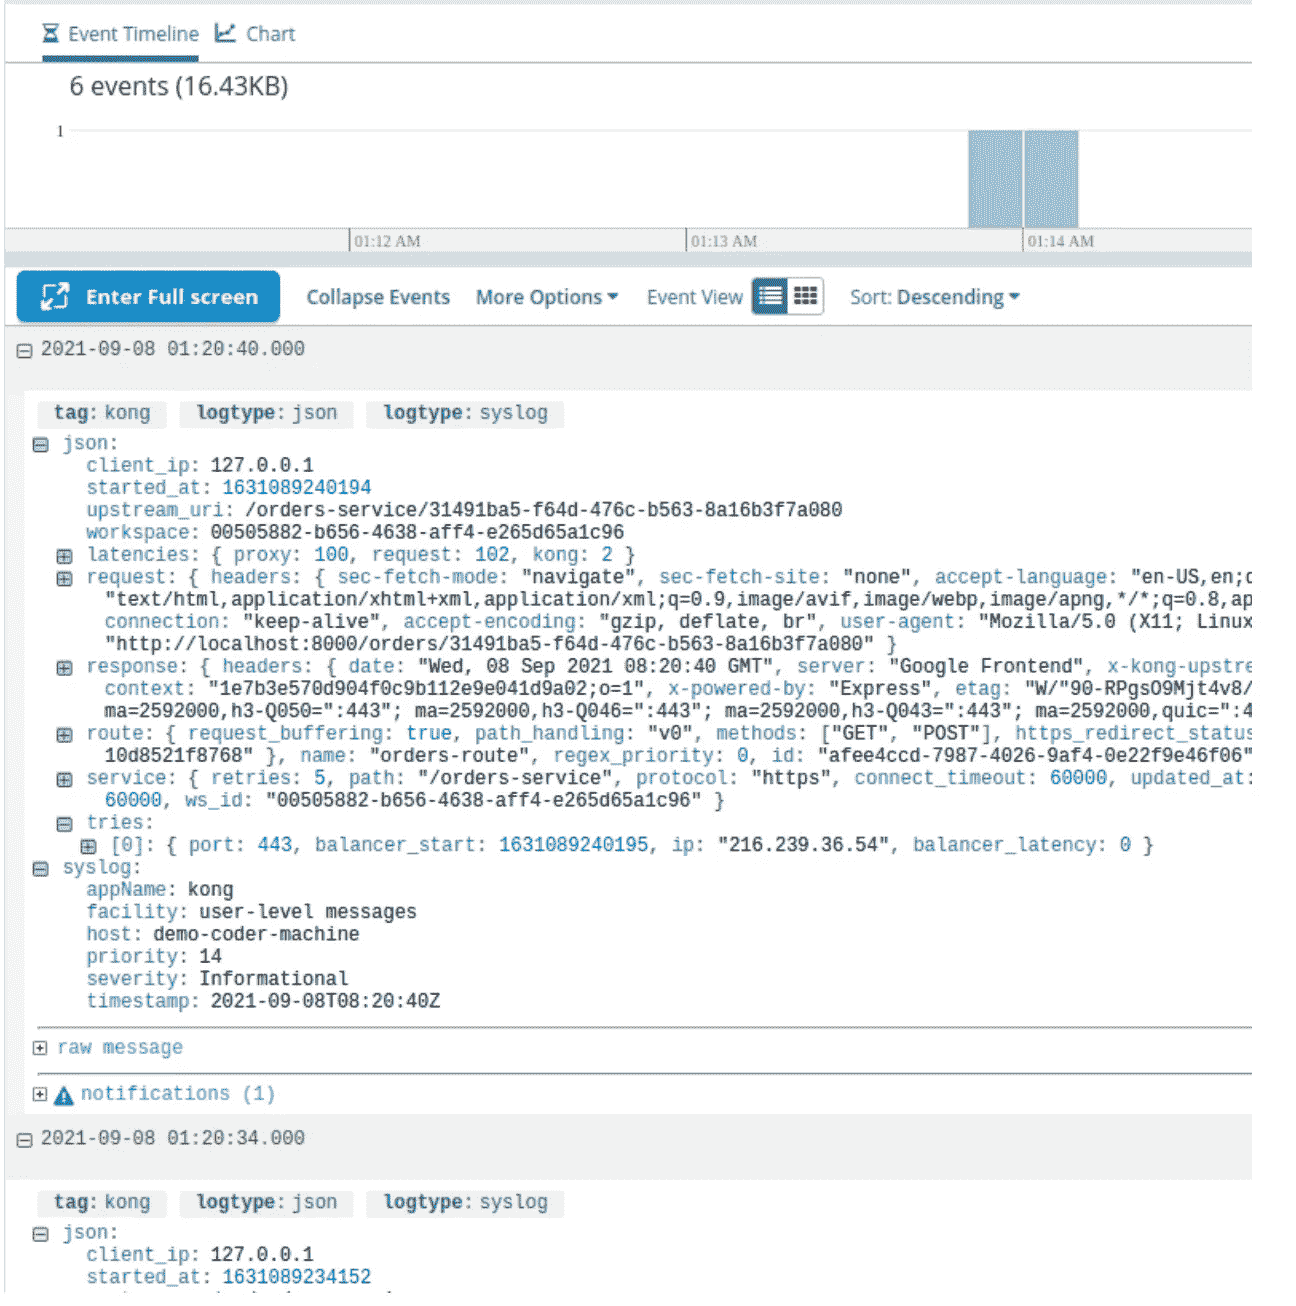 Event Timeline Chart
6 events (16.43KB)
1
01:12 AM 01:13 AM 01:14 AM
Enter Full screen Collapse Events More Options Event View Sort: Descending
2021-09-08 01:20:40.000
tag: kong logtype: json logtype: syslog
json:
client_ip: 127.0.0.1
started_at: 1631089240194
upstream_uri: /orders-service/31491ba5-f64d-476c-b563-8a16b3f7a080
workspace: 00505882-b656-4638-aff4-e265d65a1c96
latencies: { proxy: 100, request: 102, kong: 2 }
request: { headers: { sec-fetch-mode: "navigate", sec-fetch-site: "none", accept-language: "en-US,en;q
"text/html,application/xhtml+xml,application/xml;q=0.9,image/avif,image/webp,image/apng,*/*;q=0.8,ap
connection: "keep-alive", accept-encoding: "gzip, deflate, br", user-agent: "Mozilla/5.0 (X11; Linux
"http://localhost:8000/orders/31491ba5-f64d-476c-b563-8a16b3f7a080" }
response: { headers: { date: "Wed, 08 Sep 2021 08:20:40 GMT", server: "Google Frontend", x-kong-upstre
context: "1e7b3e570d904f0c9b112e9e041d9a02;o=1", x-powered-by: "Express", etag: "W/"90-RPgsO9Mjt4v8/
ma=2592000,h3-Q050=":443"; ma=2592000,h3-Q046=":443"; ma=2592000,h3-Q043=":443"; ma=2592000,quic=":4
route: { request_buffering: true, path_handling: "v0", methods: ["GET", "POST"], https_redirect_status
10d8521f8768" }, name: "orders-route", regex_priority: 0, id: "afee4ccd-7987-4026-9af4-0e22f9e46f06"
service: { retries: 5, path: "/orders-service", protocol: "https", connect_timeout: 60000, updated_at:
60000, ws_id: "00505882-b656-4638-aff4-e265d65a1c96" }
tries:
[0]: { port: 443, balancer_start: 1631089240195, ip: "216.239.36.54", balancer_latency: 0 }
syslog:
appName: kong
facility: user-level messages
host: demo-coder-machine
priority: 14
severity: Informational
timestamp: 2021-09-08T08:20:40Z
raw message
notifications (1)
2021-09-08 01:20:34.000
tag: kong logtype: json logtype: syslog
json:
client_ip: 127.0.0.1
started_at: 1631089234152